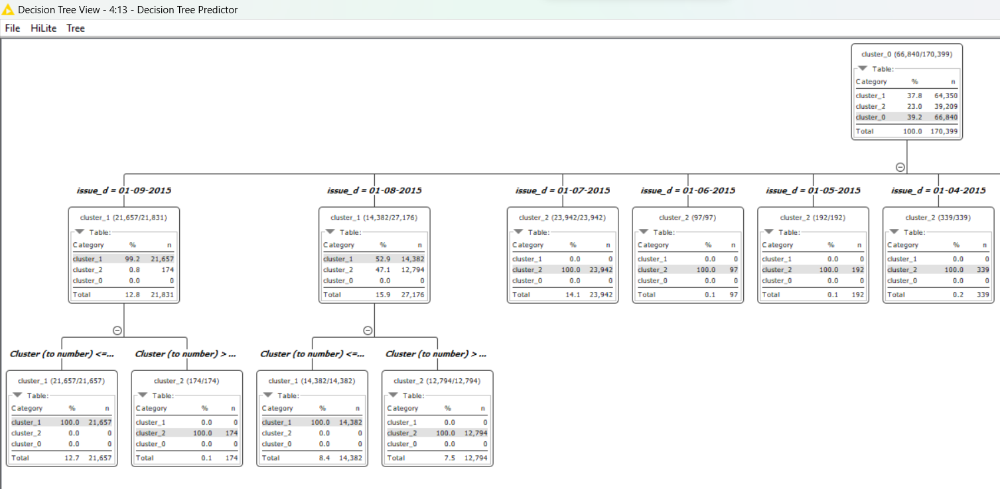 Decision Tree View - 4:13 - Decision Tree Predictor
File HiLite Tree
cluster_0 (66,840/170,399)
Table:
Category % n
cluster_1 37.8 64,350
cluster_2 23.0 39,209
cluster_0 39.2 66,840
Total 100.0 170,399
issue_d = 01-09-2015
cluster_1 (21,657/21,831)
Table:
Category % n
cluster_1 99.2 21,657
cluster_2 0.8 174
cluster_0 0.0 0
Total 12.8 21,831
issue_d = 01-08-2015
cluster_1 (14,382/27,176)
Table:
Category % n
cluster_1 52.9 14,382
cluster_2 47.1 12,794
cluster_0 0.0 0
Total 15.9 27,176
issue_d = 01-07-2015
cluster_2 (23,942/23,942)
Table:
Category % n
cluster_1 0.0 0
cluster_2 100.0 23,942
cluster_0 0.0 0
Total 14.1 23,942
issue_d = 01-06-2015
cluster_2 (97/97)
Table:
Category % n
cluster_1 0.0 0
cluster_2 100.0 97
cluster_0 0.0 0
Total 0.1 97
issue_d = 01-05-2015
cluster_2 (192/192)
Table:
Category % n
cluster_1 0.0 0
cluster_2 100.0 192
cluster_0 0.0 0
Total 0.1 192
issue_d = 01-04-2015
cluster_2 (339/339)
Table:
Category % n
cluster_1 0.0 0
cluster_2 100.0 339
cluster_0 0.0 0
Total 0.2 339
Cluster (to number) <=...
cluster_1 (21,657/21,657)
Table:
Category % n
cluster_1 100.0 21,657
cluster_2 0.0 0
cluster_0 0.0 0
Total 12.7 21,657
Cluster (to number) > ...
cluster_2 (174/174)
Table:
Category % n
cluster_1 0.0 0
cluster_2 100.0 174
cluster_0 0.0 0
Total 0.1 174
Cluster (to number) <=...
cluster_1 (14,382/14,382)
Table:
Category % n
cluster_1 100.0 14,382
cluster_2 0.0 0
cluster_0 0.0 0
Total 8.4 14,382
Cluster (to number) > ...
cluster_2 (12,794/12,794)
Table:
Category % n
cluster_1 0.0 0
cluster_2 100.0 12,794
cluster_0 0.0 0
Total 7.5 12,794